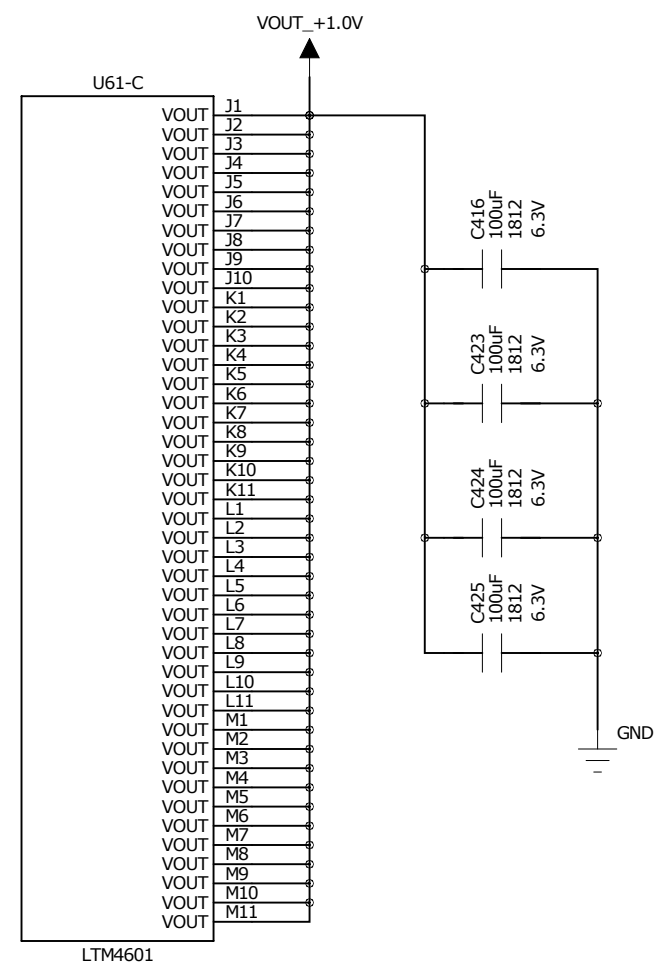 VOUT_+1.0V
U61-C
VOUT J1
VOUT J2
VOUT J3
VOUT J4
VOUT J5
VOUT J6
VOUT J7
VOUT J8
VOUT J9
VOUT J10
VOUT K1
VOUT K2
VOUT K3
VOUT K4
VOUT K5
VOUT K6
VOUT K7
VOUT K8
VOUT K9
VOUT K10
VOUT K11
VOUT L1
VOUT L2
VOUT L3
VOUT L4
VOUT L5
VOUT L6
VOUT L7
VOUT L8
VOUT L9
VOUT L10
VOUT L11
VOUT M1
VOUT M2
VOUT M3
VOUT M4
VOUT M5
VOUT M6
VOUT M7
VOUT M8
VOUT M9
VOUT M10
VOUT M11
LTM4601
C416
100uF
1812
6.3V
C423
100uF
1812
6.3V
C424
100uF
1812
6.3V
C425
100uF
1812
6.3V
GND